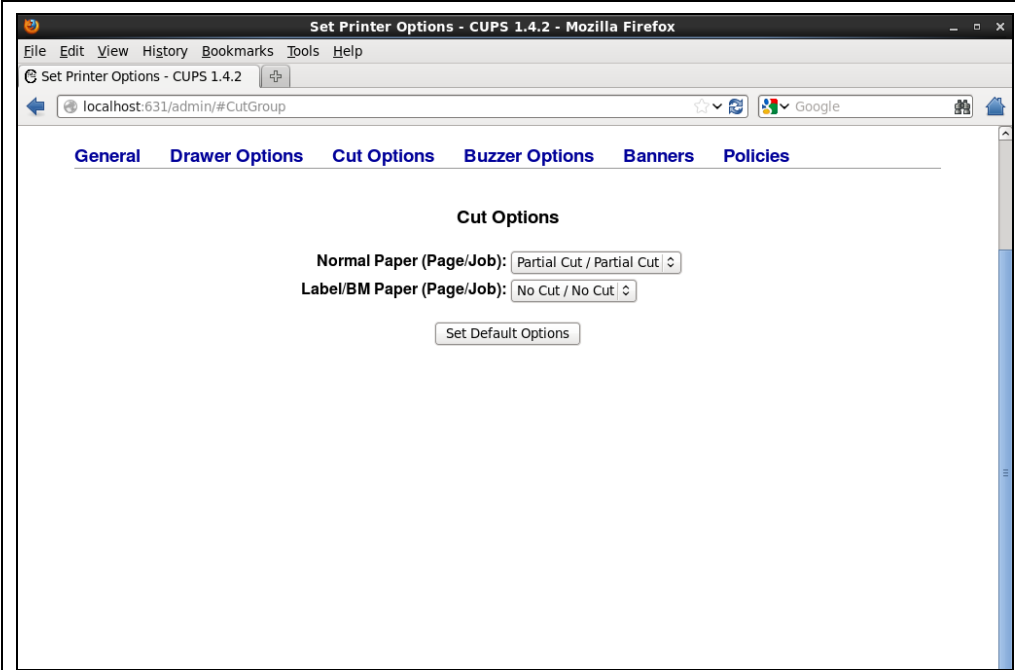 Set Printer Options - CUPS 1.4.2 - Mozilla Firefox
File Edit View History Bookmarks Tools Help
Set Printer Options - CUPS 1.4.2
localhost:631/admin/#CutGroup Google
General Drawer Options Cut Options Buzzer Options Banners Policies
Cut Options
Normal Paper (Page/Job): Partial Cut / Partial Cut
Label/BM Paper (Page/Job): No Cut / No Cut
Set Default Options